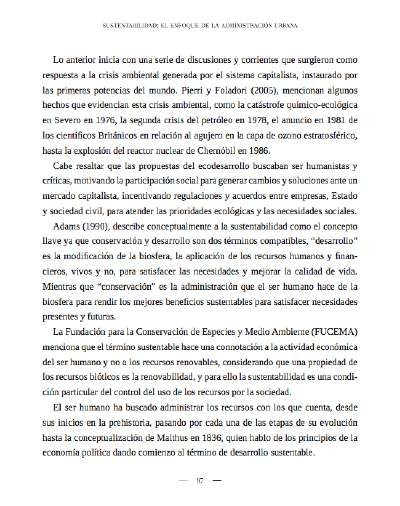 SUSTENTABILIDAD; EL ENFOQUE DE LA ADMINISTRACIÓN URBANA
Lo anterior inicia con una serie de discusiones y corrientes que surgieron como
respuesta a la crisis ambiental generada por el sistema capitalista, instaurado por
las primeras potencias del mundo. Pierri y Foladori (2005), mencionan algunos
hechos que evidencian esta crisis ambiental, como la catástrofe químico-ecológica
en Severo en 1976, la segunda crisis del petróleo en 1978, el anuncio en 1981 de
los científicos Británicos en relación al agujero en la capa de ozono estratosférico,
hasta la explosión del reactor nuclear de Chernóbil en 1986.
Cabe resaltar que las propuestas del ecodesarrollo buscaban ser humanistas y
críticas, motivando la participación social para generar cambios y soluciones ante un
mercado capitalista, incentivando regulaciones y acuerdos entre empresas, Estado
y sociedad civil, para atender las prioridades ecológicas y las necesidades sociales.
Adams (1990), describe conceptualmente a la sustentabilidad como el concepto
llave ya que conservación y desarrollo son dos términos compatibles, “desarrollo”
es la modificación de la biosfera, la aplicación de los recursos humanos y finan-
cieros, vivos y no, para satisfacer las necesidades y mejorar la calidad de vida.
Mientras que “conservación” es la administración que el ser humano hace de la
biosfera para rendir los mejores beneficios sustentables para satisfacer necesidades
presentes y futuras.
La Fundación para la Conservación de Especies y Medio Ambiente (FUCEMA)
menciona que el término sustentable hace una connotación a la actividad económica
del ser humano y no a los recursos renovables, considerando que una propiedad de
los recursos bióticos es la renovabilidad, y para ello la sustentabilidad es una condi-
ción particular del control del uso de los recursos por la sociedad.
El ser humano ha buscado administrar los recursos con los que cuenta, desde
sus inicios en la prehistoria, pasando por cada una de las etapas de su evolución
hasta la conceptualización de Malthus en 1836, quien hablo de los principios de la
economía política dando comienzo al término de desarrollo sustentable.